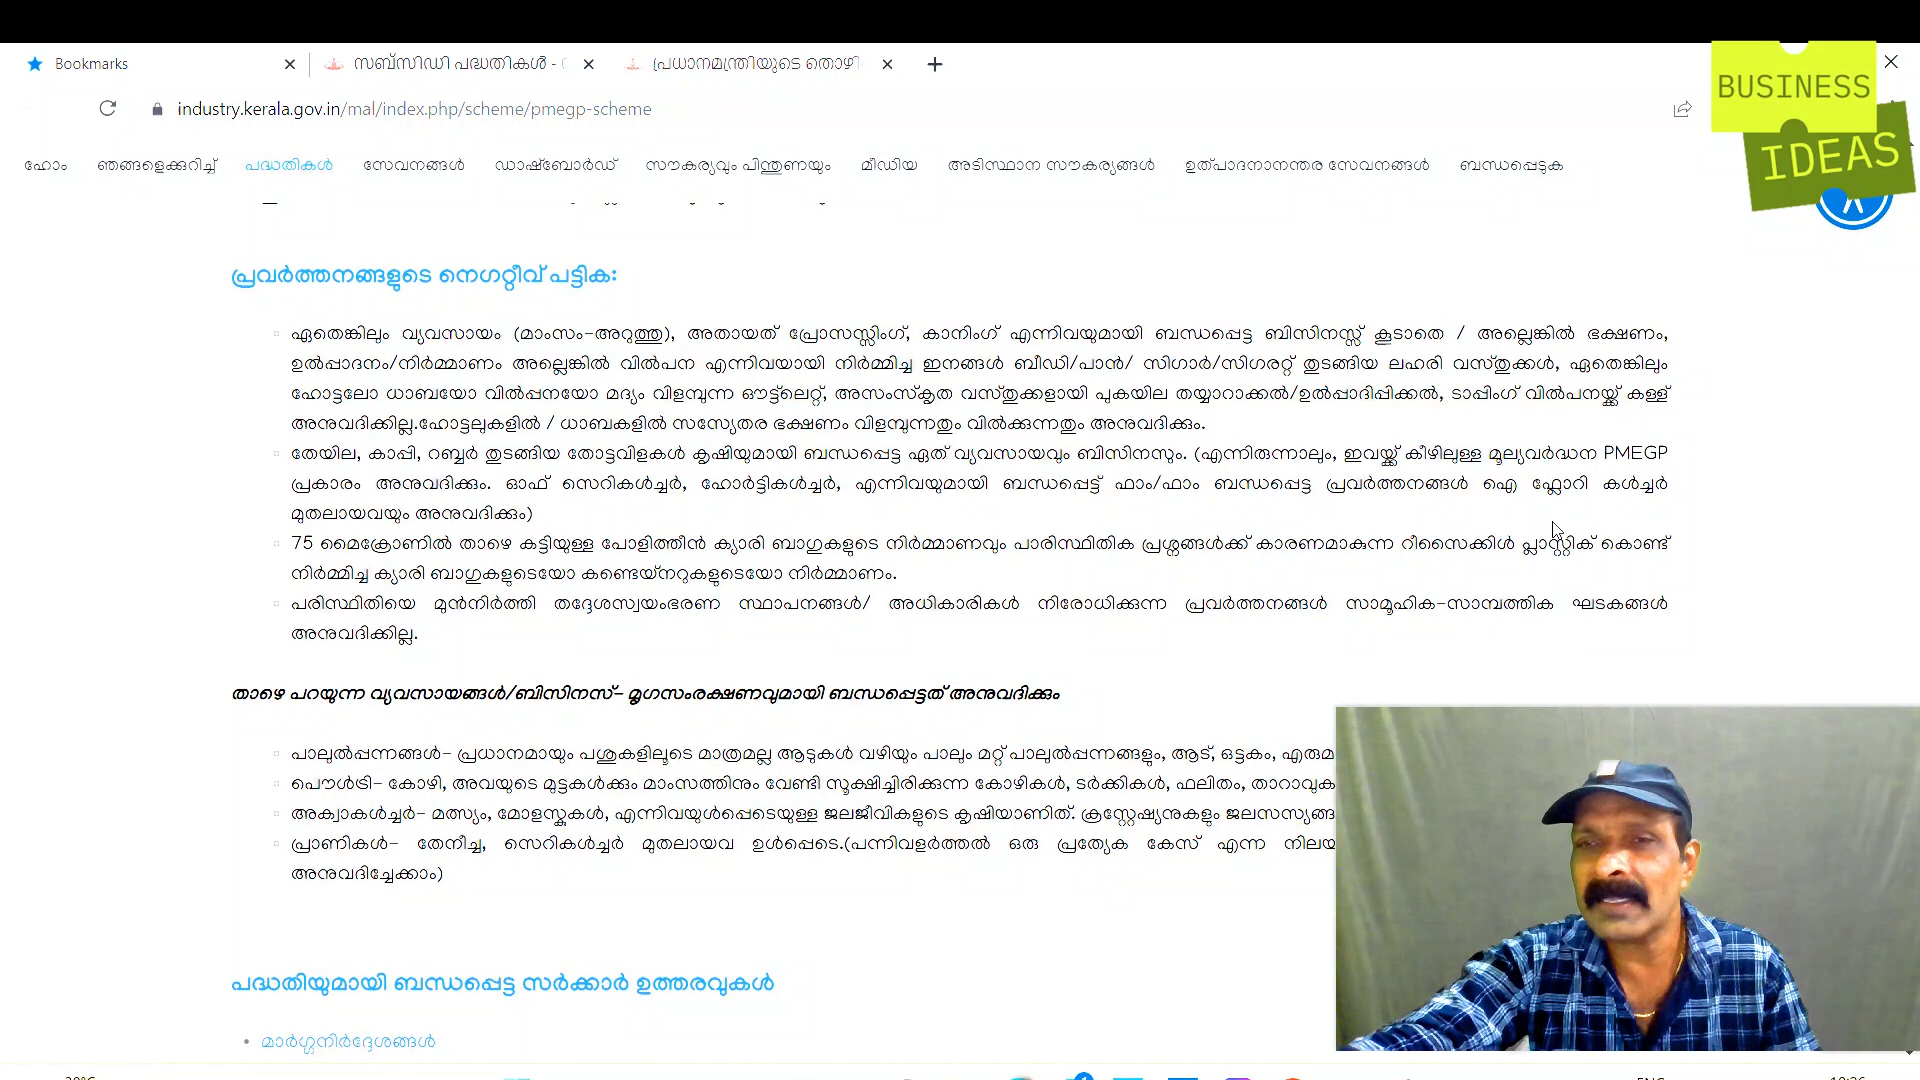 Bookmarks
സബ്‌സിഡി പദ്ധതികൾ -
(പ്രധാനമന്ത്രിയുടെ തൊഴി
BUSINESS
IDEAS
industry.kerala.gov.in/mal/index.php/scheme/pmegp-scheme
ഹോം ഞങ്ങളെക്കുറിച്ച് പദ്ധതികൾ സേവനങ്ങൾ ഡാഷ്ബോർഡ് സൗകര്യവും പിന്തുണയും മീഡിയ അടിസ്ഥാന സൗകര്യങ്ങൾ ഉത്പാദനാനന്തര സേവനങ്ങൾ ബന്ധപ്പെടുക
പ്രവർത്തനങ്ങളുടെ നെഗറ്റീവ് പട്ടിക:
ഏതെങ്കിലും വ്യവസായം (മാംസം-അറുത്തു), അതായത് പ്രോസസ്സിംഗ്, കാനിംഗ് എന്നിവയുമായി ബന്ധപ്പെട്ട ബിസിനസ്സ് കൂടാതെ / അല്ലെങ്കിൽ ഭക്ഷണം,
ഉൽപ്പാദനം/നിർമ്മാണം അല്ലെങ്കിൽ വിൽപന എന്നിവയായി നിർമ്മിച്ച ഇനങ്ങൾ ബീഡി/പാൻ/ സിഗാർ/സിഗരറ്റ് തുടങ്ങിയ ലഹരി വസ്തുക്കൾ, ഏതെങ്കിലും
ഹോട്ടലോ ധാബയോ വിൽപ്പനയോ മദ്യം വിളമ്പുന്ന ഔട്ട്ലെറ്റ്, അസംസ്കൃത വസ്തുക്കളായി പുകയില തയ്യാറാക്കൽ/ഉൽപ്പാദിപ്പിക്കൽ, ടാപ്പിംഗ് വിൽപനയ്ക്ക് കള്ള്
അനുവദിക്കില്ല.ഹോട്ടലുകളിൽ / ധാബകളിൽ സസ്യേതര ഭക്ഷണം വിളമ്പുന്നതും വിൽക്കുന്നതും അനുവദിക്കും.
തേയില, കാപ്പി, റബ്ബർ തുടങ്ങിയ തോട്ടവിളകൾ കൃഷിയുമായി ബന്ധപ്പെട്ട ഏത് വ്യവസായവും ബിസിനസും. (എന്നിരുന്നാലും, ഇവയ്ക്ക് കീഴിലുള്ള മൂല്യവർദ്ധന PMEGP
പ്രകാരം അനുവദിക്കും. ഓഫ് സെറികൾച്ചർ, ഹോർട്ടികൾച്ചർ, എന്നിവയുമായി ബന്ധപ്പെട്ട് ഫാം/ഫാം ബന്ധപ്പെട്ട പ്രവർത്തനങ്ങൾ ഐ ഫ്ലോറി കൾച്ചർ
മുതലായവയും അനുവദിക്കും)
75 മൈക്രോണിൽ താഴെ കട്ടിയുള്ള പോളിത്തീൻ ക്യാരി ബാഗുകളുടെ നിർമ്മാണവും പാരിസ്ഥിതിക പ്രശ്നങ്ങൾക്ക് കാരണമാകുന്ന റീസൈക്കിൾ പ്ലാസ്റ്റിക് കൊണ്ട്
നിർമ്മിച്ച ക്യാരി ബാഗുകളുടെയോ കണ്ടെയ്നറുകളുടെയോ നിർമ്മാണം.
പരിസ്ഥിതിയെ മുൻനിർത്തി തദ്ദേശസ്വയംഭരണ സ്ഥാപനങ്ങൾ/ അധികാരികൾ നിരോധിക്കുന്ന പ്രവർത്തനങ്ങൾ സാമൂഹിക-സാമ്പത്തിക ഘടകങ്ങൾ
അനുവദിക്കില്ല.
താഴെ പറയുന്ന വ്യവസായങ്ങൾ/ബിസിനസ്- മൃഗസംരക്ഷണവുമായി ബന്ധപ്പെട്ടത് അനുവദിക്കും
പാലുൽപ്പന്നങ്ങൾ- പ്രധാനമായും പശുകളിലൂടെ മാത്രമല്ല ആടുകൾ വഴിയും പാലും മറ്റ് പാലുൽപ്പന്നങ്ങളും, ആട്, ഒട്ടകം, എരുമ
പൌൾട്രി- കോഴി, അവയുടെ മുട്ടകൾക്കും മാംസത്തിനും വേണ്ടി സൂക്ഷിച്ചിരിക്കുന്ന കോഴികൾ, ടർക്കികൾ, ഫലിതം, താറാവുക
അക്വാകൾച്ചർ- മത്സ്യം, മോളസ്കുകൾ, എന്നിവയുൾപ്പെടെയുള്ള ജലജീവികളുടെ കൃഷിയാണിത്. ക്രസ്റ്റേഷ്യനുകളും ജലസസ്യങ്ങ
പ്രാണികൾ- തേനീച്ച, സെറികൾച്ചർ മുതലായവ ഉൾപ്പെടെ.(പന്നിവളർത്തൽ ഒരു പ്രത്യേക കേസ് എന്ന നിലയ
അനുവദിച്ചേക്കാം)
പദ്ധതിയുമായി ബന്ധപ്പെട്ട സർക്കാർ ഉത്തരവുകൾ
മാർഗ്ഗനിർദ്ദേശങ്ങൾ